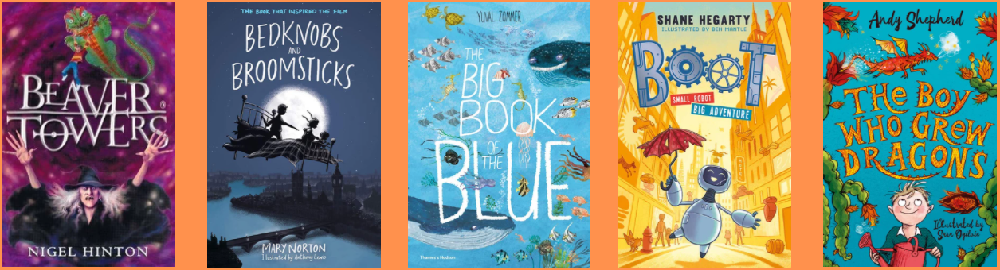 BEAVER
TOWERS
NIGEL HINTON
THE BOOK THAT INSPIRED THE FILM
BEDKNOBS
AND
BROOMSTICKS
MARY NORTON
Illustrated by Anthony Lewis
YUVAL ZOMMER
THE
BIG
BOOK
OF THE
BLUE
Thames & Hudson
SHANE HEGARTY
ILLUSTRATED BY BEN MANTLE
BOOT
SMALL ROBOT
BIG ADVENTURE
Andy Shepherd
THE BOY
WHO GREW
DRAGONS
Illustrated by
Sara Ogilvie